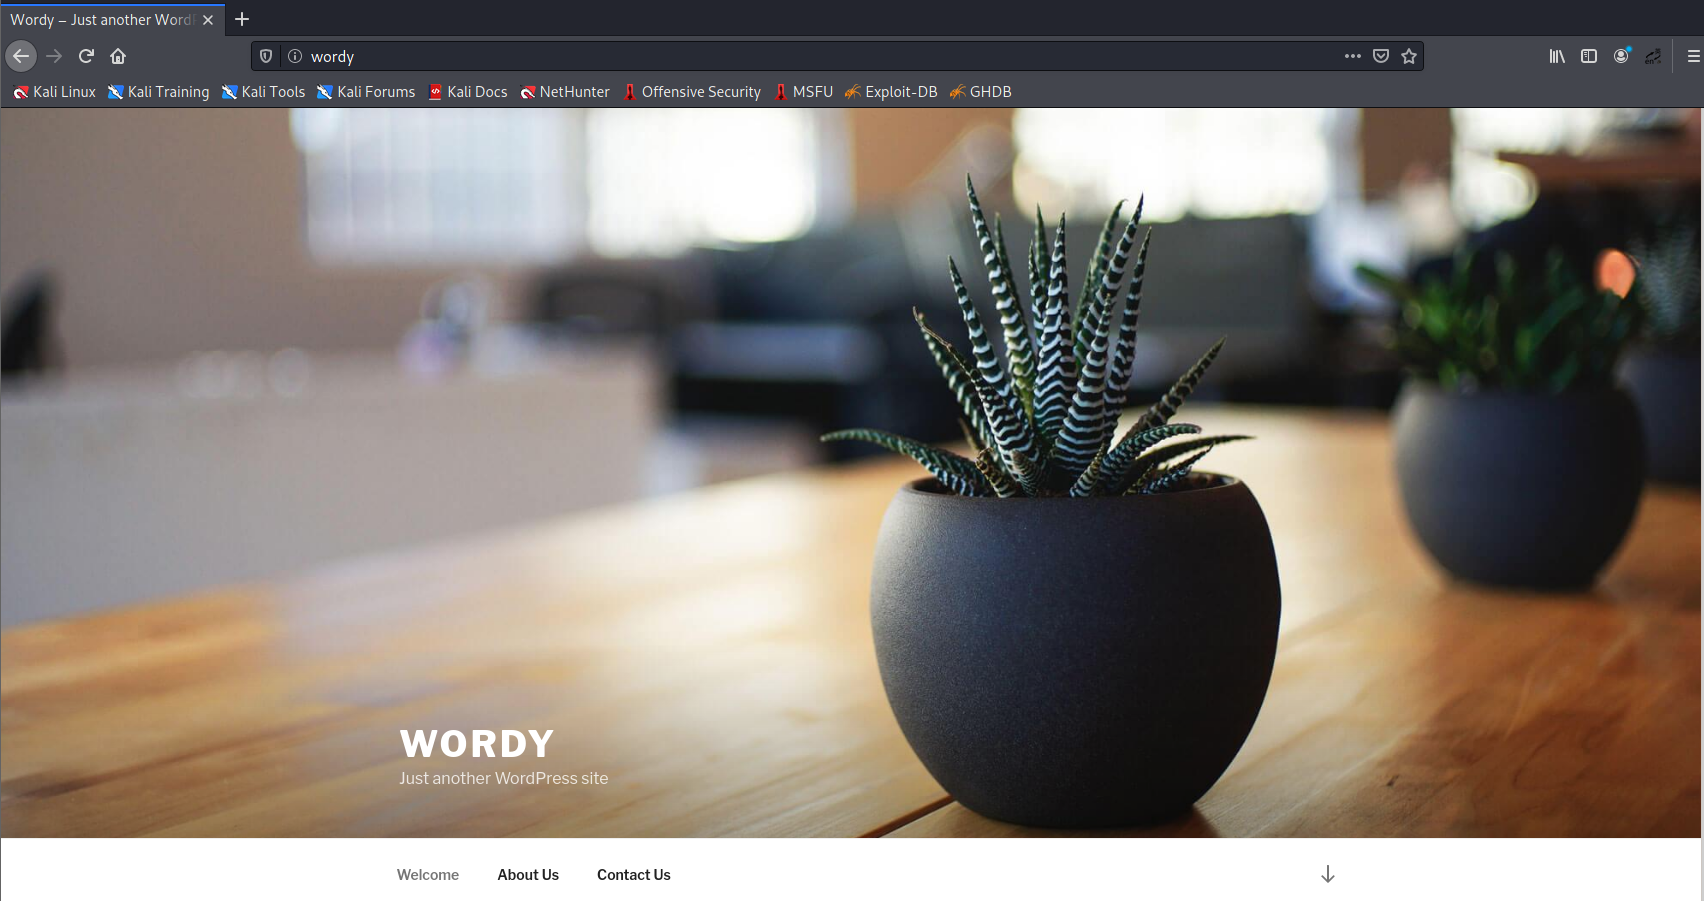 Wordy – Just another Word
wordy
Kali Linux Kali Training Kali Tools Kali Forums Kali Docs NetHunter Offensive Security MSFU Exploit-DB GHDB
WORDY
Just another WordPress site
Welcome About Us Contact Us